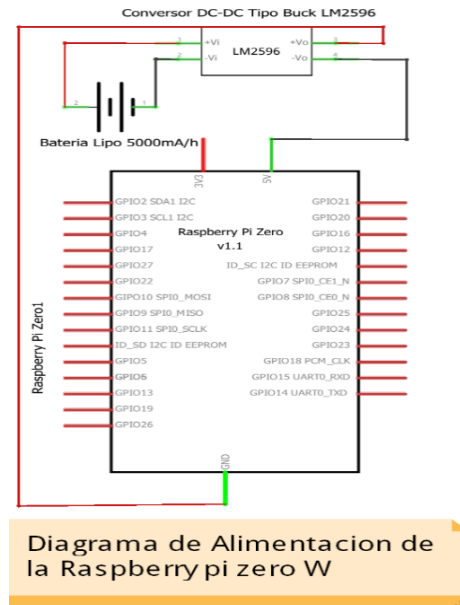 Conversor DC-DC Tipo Buck LM2596
1 +Vi +Vo 3
LM2596
2 -Vi -Vo 4
2 1
Bateria Lipo 5000mA/h
3V3 5V
GPIO2 SDA1 I2C GPIO21
GPIO3 SCL1 I2C GPIO20
GPIO4 Raspberry Pi Zero GPIO16
GPIO17 v1.1 GPIO12
GPIO27 ID_SC I2C ID EEPROM
GPIO22 GPIO7 SPI0_CE1_N
GIPO10 SPI0_MOSI GPIO8 SPI0_CE0_N
GPIO9 SPI0_MISO GPIO25
GPIO11 SPI0_SCLK GPIO24
ID_SD I2C ID EEPROM GPIO23
GPIO5 GPIO18 PCM_CLK
GPIO6 GPIO15 UART0_RXD
GPIO13 GPIO14 UART0_TXD
GPIO19
GPIO26
Raspberry Pi Zero1
GND
Diagrama de Alimentacion de
la Raspberry pi zero W